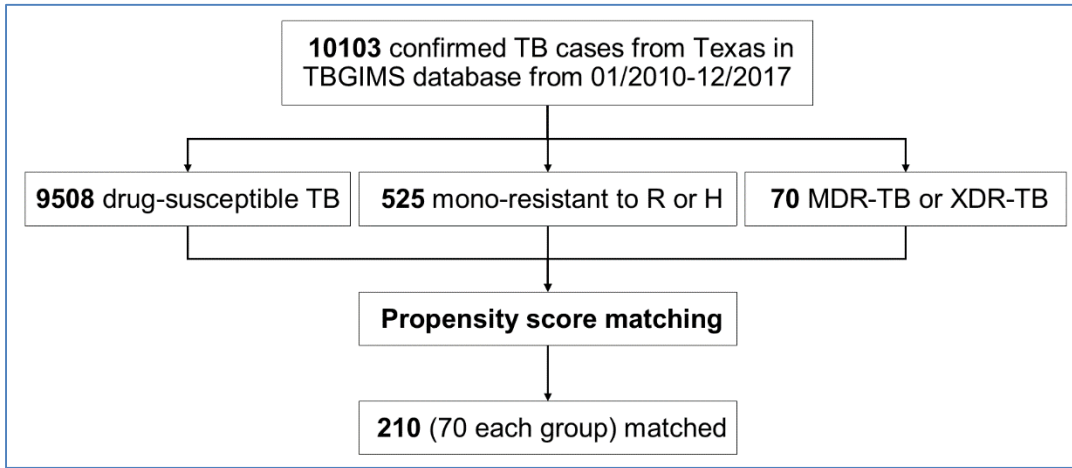 10103 confirmed TB cases from Texas in
TBGIMS database from 01/2010-12/2017
9508 drug-susceptible TB
525 mono-resistant to R or H
70 MDR-TB or XDR-TB
Propensity score matching
210 (70 each group) matched